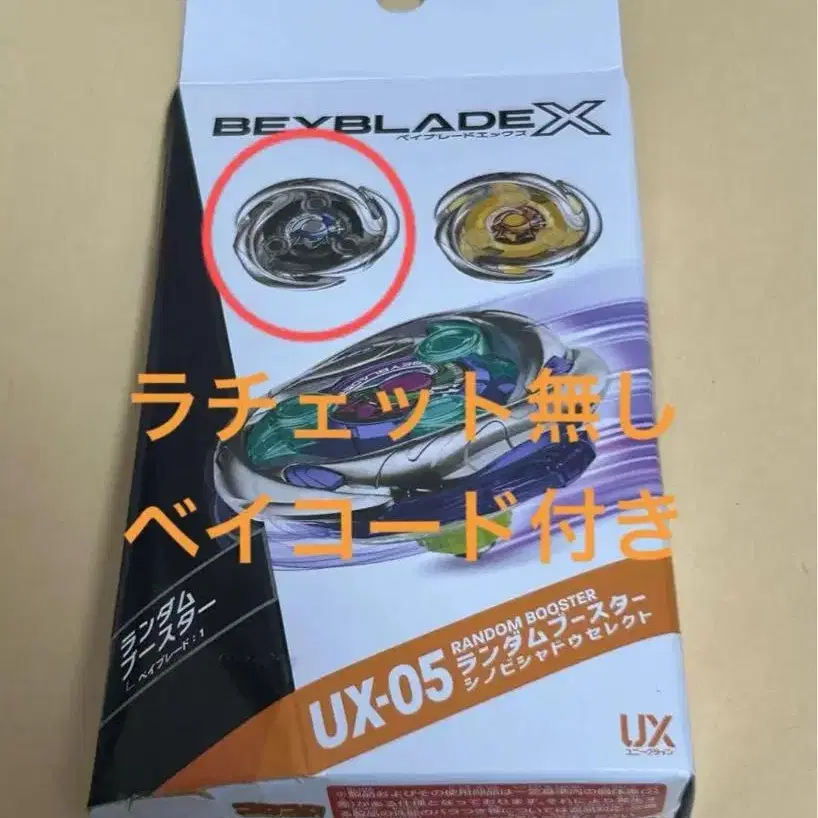 BEYBLADE X
ベイブレードエックス
ラチェット無し
ベイコード付き
ランダム
ブースター
ベイブレード:1
UX-05
RANDOM BOOSTER
ランダムブースター
シノビシャドウセレクト
UX
ユニークライン